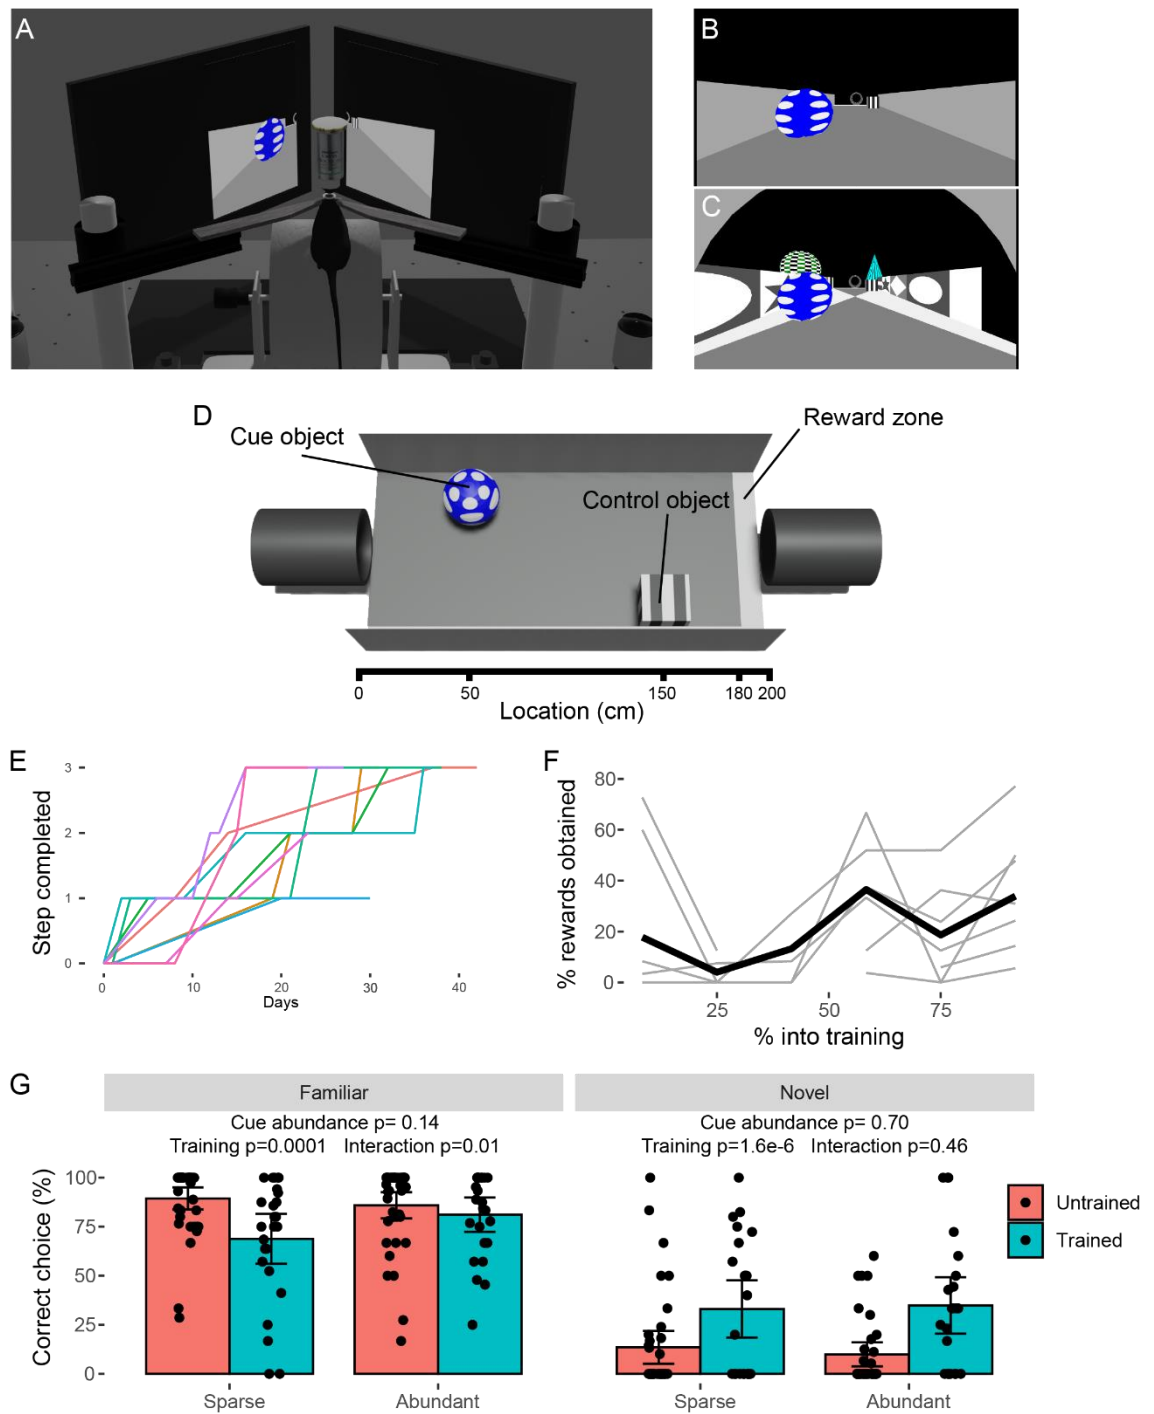 A
B
C
D
Cue object
Reward zone
Control object
0 50 150 180 200
Location (cm)
E
Step completed
3
2
1
0
0 10 20 30 40
Days
F
% rewards obtained
80
60
40
20
0
25 50 75
% into training
G
Familiar
Novel
Cue abundance p= 0.14
Training p=0.0001 Interaction p=0.01
Cue abundance p= 0.70
Training p=1.6e-6 Interaction p=0.46
Correct choice (%)
100
75
50
25
0
Sparse Abundant
Sparse Abundant
Untrained
Trained